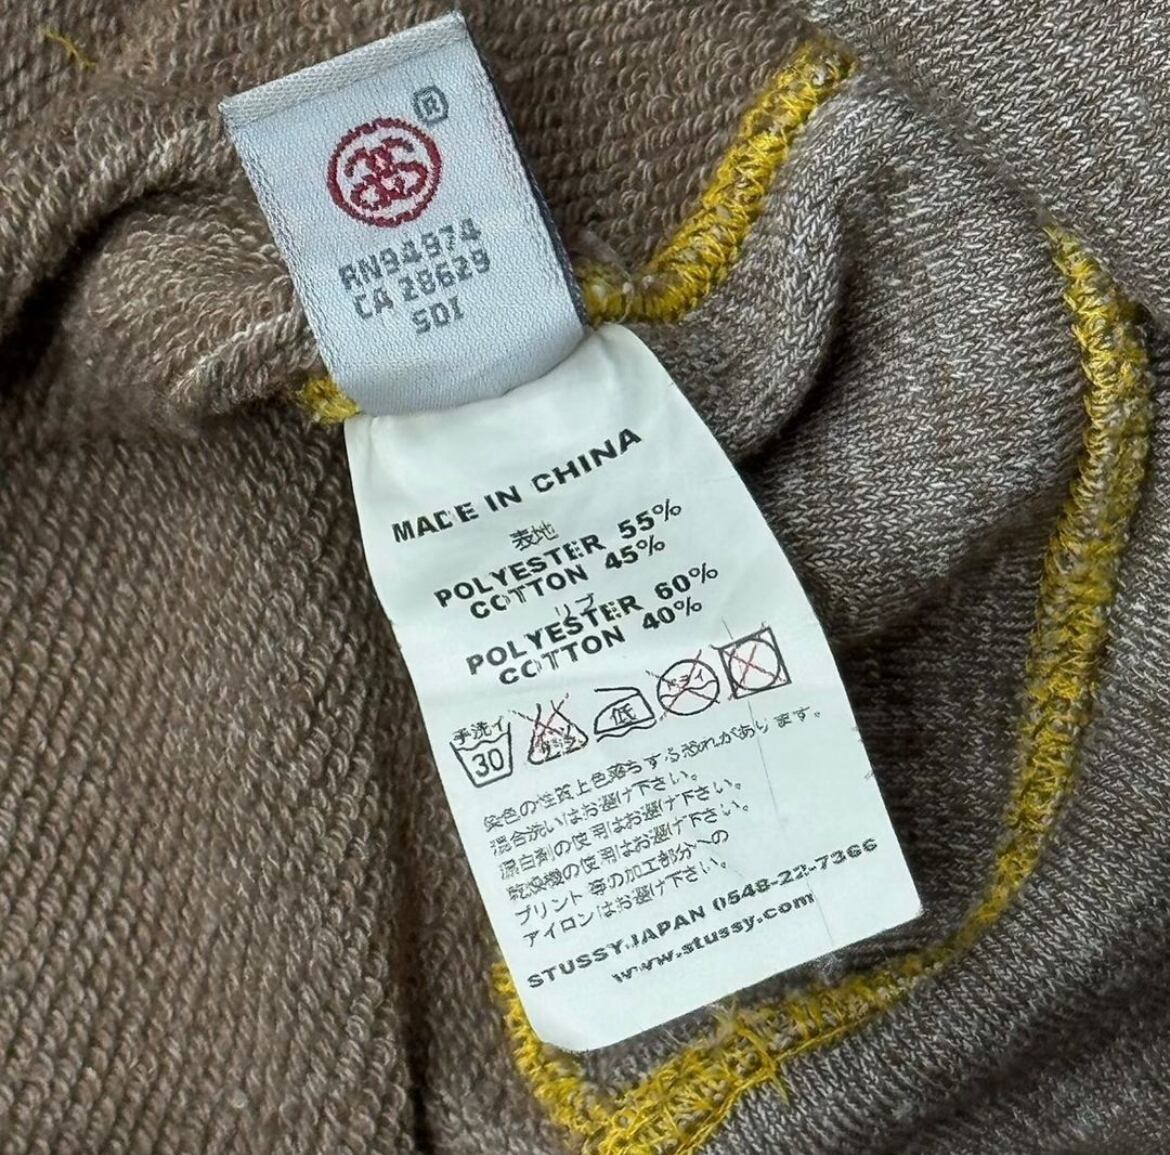 ®
RN94974
CA 28629
SDI
MADE IN CHINA
表地
POLYESTER 55%
COTTON 45%
リブ
POLYESTER 60%
COTTON 40%
手洗イ
30
低
ドライ
染色の性質上色落ちする恐れがあります。
混合洗いはお避け下さい。
漂白剤の使用はお避け下さい。
乾燥機の使用はお避け下さい。
プリント等の加工部分への
アイロンはお避け下さい。
STUSSY JAPAN 0548-22-7366
www.stussy.com